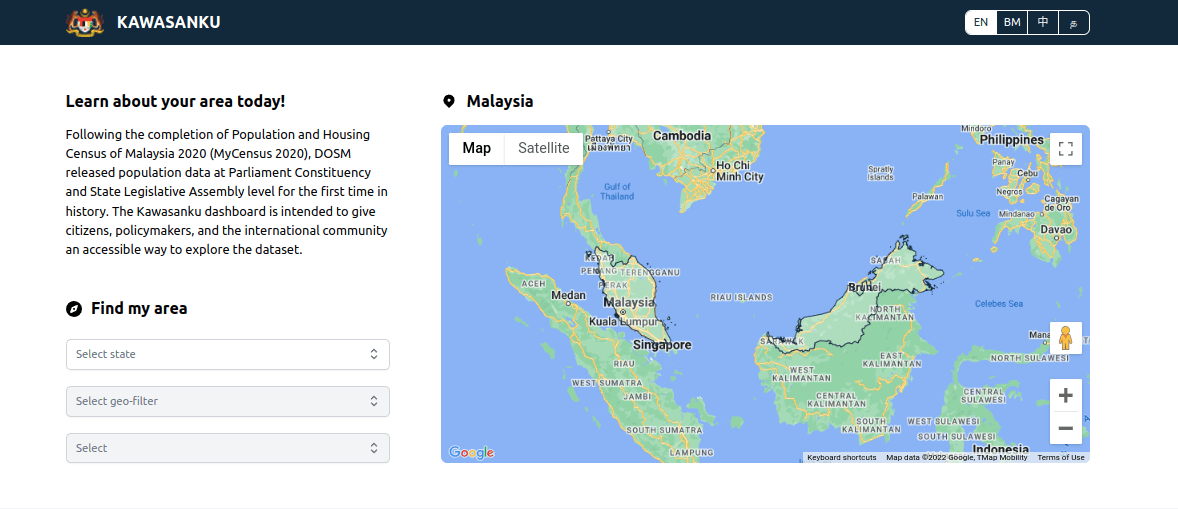 KAWASANKU
EN
BM
中
த
Learn about your area today!
Following the completion of Population and Housing
Census of Malaysia 2020 (MyCensus 2020), DOSM
released population data at Parliament Constituency
and State Legislative Assembly level for the first time in
history. The Kawasanku dashboard is intended to give
citizens, policymakers, and the international community
an accessible way to explore the dataset.
Find my area
Select state
Select geo-filter
Select
Malaysia
Map
Satellite
Pattaya City
เมืองพัทยา
Cambodia
Ho Chi
Minh City
Gulf of
Thailand
Spratly
Islands
Mindoro
Philippines
Panay
Cebu
Negros
Palawan
Cagayan
de Oro
Sulu Sea
Mindanao
Davao
KEDAH
PENANG
TERENGGANU
PERAK
Malaysia
Kuala Lumpur
ACEH
Medan
RIAU ISLANDS
Singapore
SABAH
Brunei
NORTH
KALIMANTAN
Celebes Sea
SARAWAK
RIAU
WEST SUMATRA
JAMBI
SOUTH SUMATRA
LAMPUNG
WEST
KALIMANTAN
EAST
KALIMANTAN
CENTRAL
KALIMANTAN
SOUTH
KALIMANTAN
NORTH SULAWESI
CENTRAL
SULAWESI
WEST SULAWESI
SOUTH SULAWESI
Indonesia
Google
Keyboard shortcuts
Map data ©2022 Google, TMap Mobility
Terms of Use